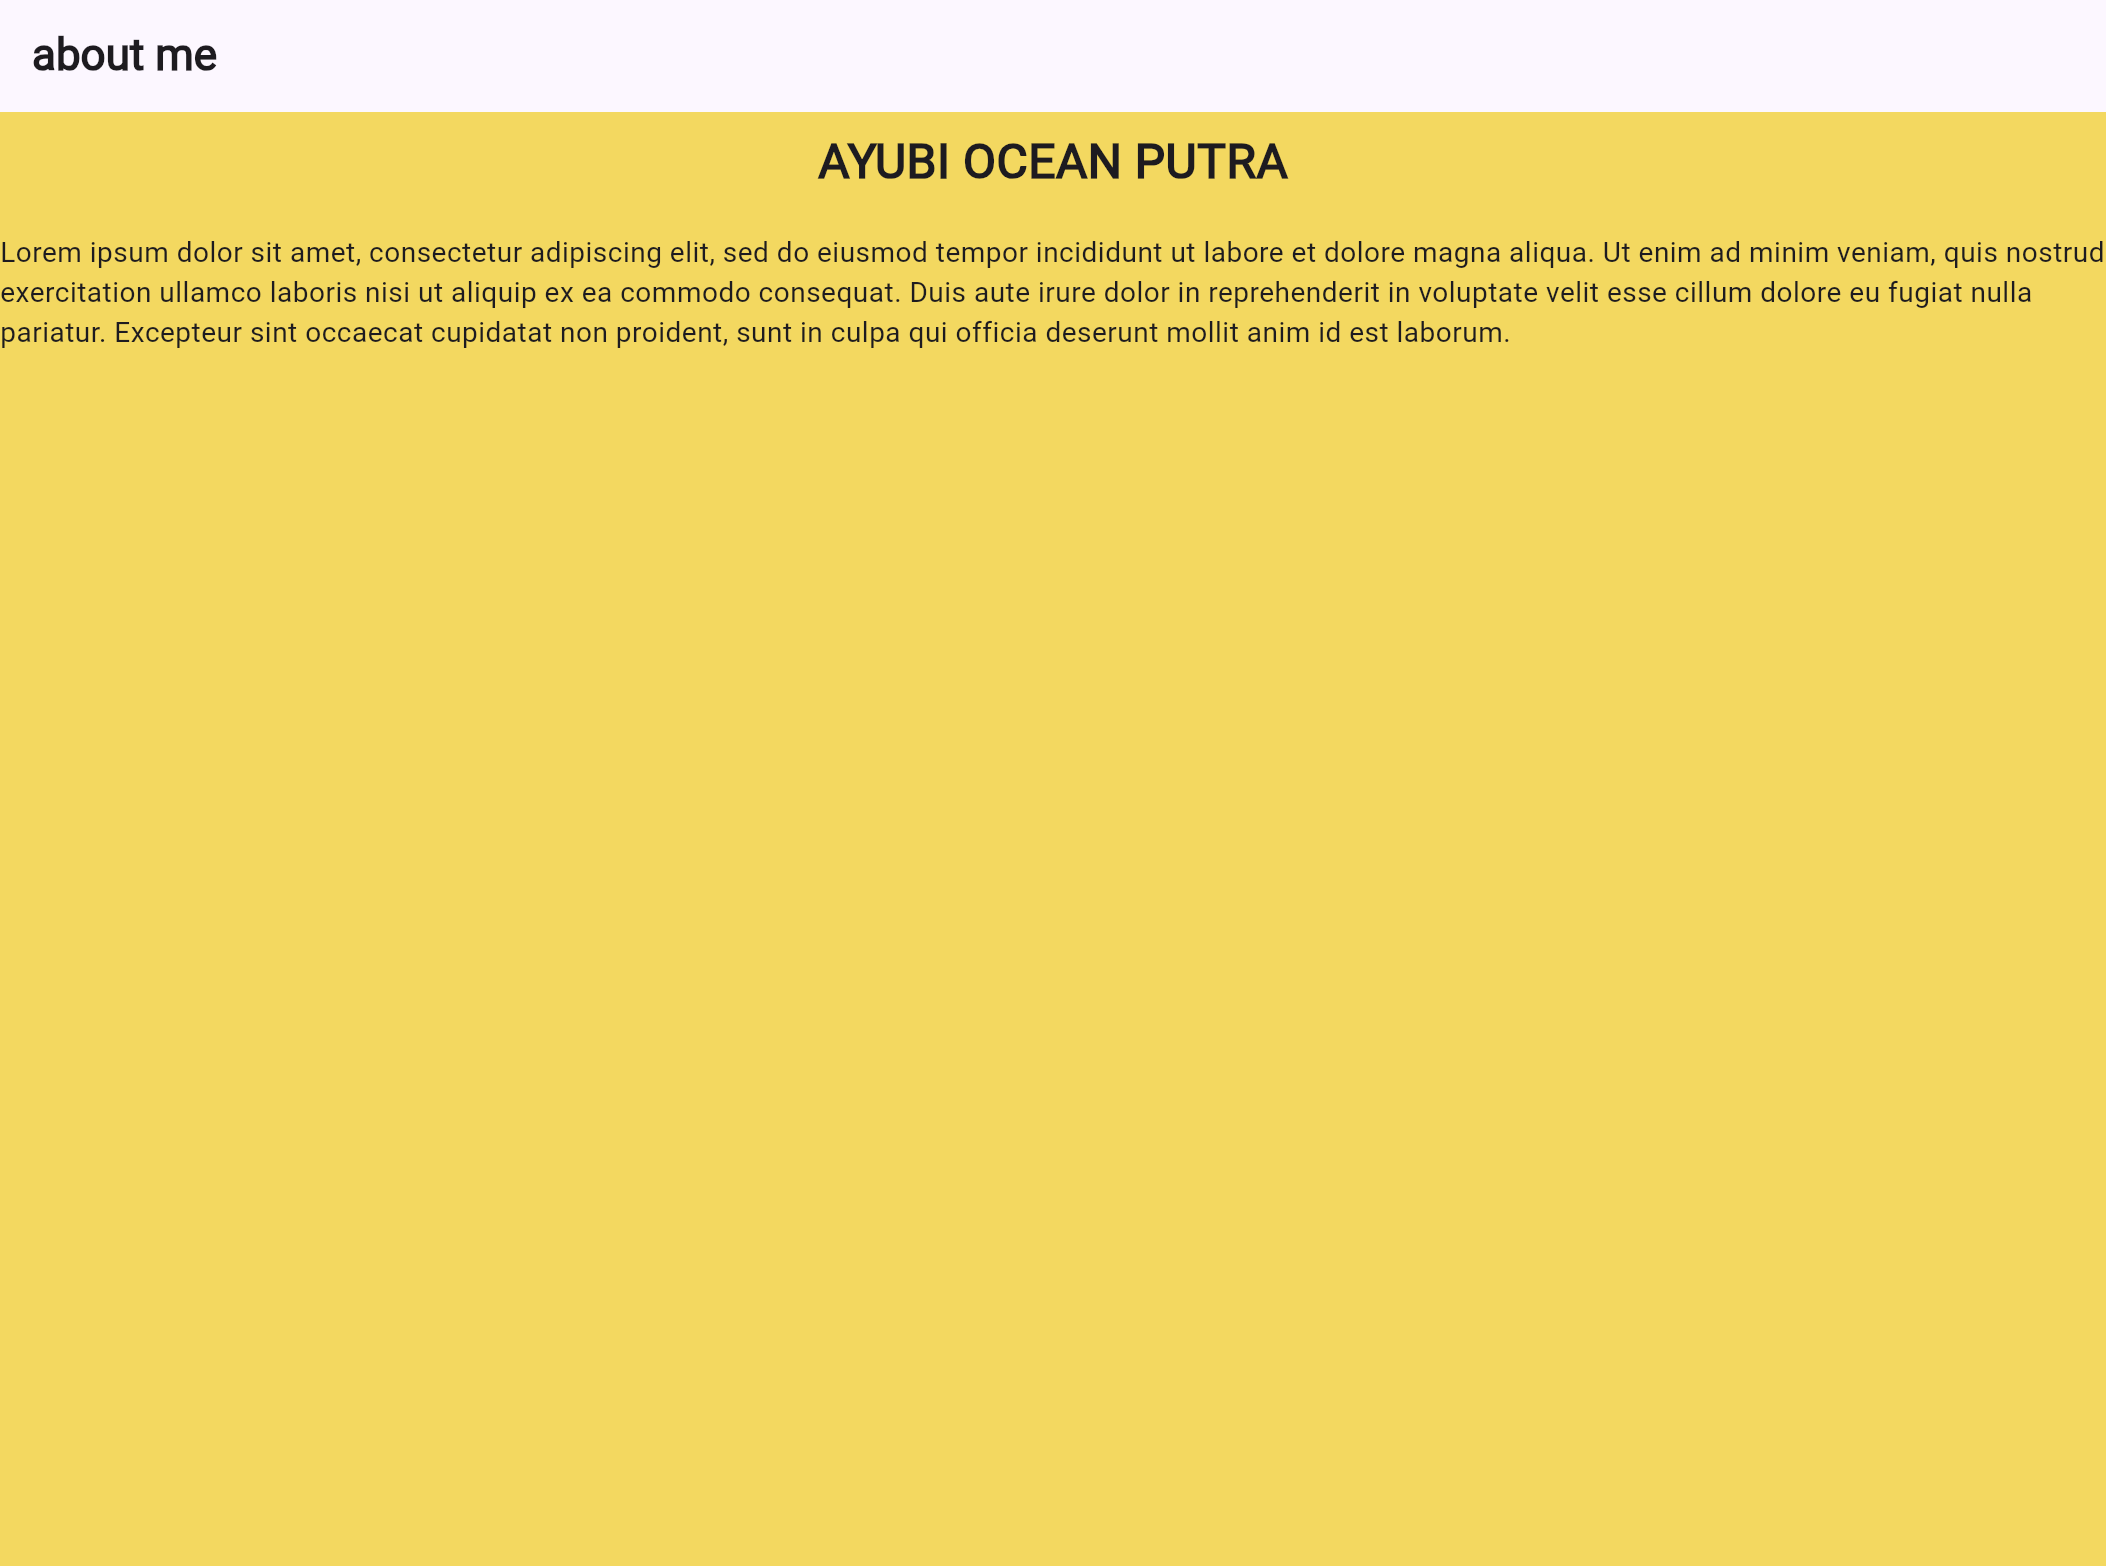 about me
AYUBI OCEAN PUTRA
Lorem ipsum dolor sit amet, consectetur adipiscing elit, sed do eiusmod tempor incididunt ut labore et dolore magna aliqua. Ut enim ad minim veniam, quis nostrud
exercitation ullamco laboris nisi ut aliquip ex ea commodo consequat. Duis aute irure dolor in reprehenderit in voluptate velit esse cillum dolore eu fugiat nulla
pariatur. Excepteur sint occaecat cupidatat non proident, sunt in culpa qui officia deserunt mollit anim id est laborum.